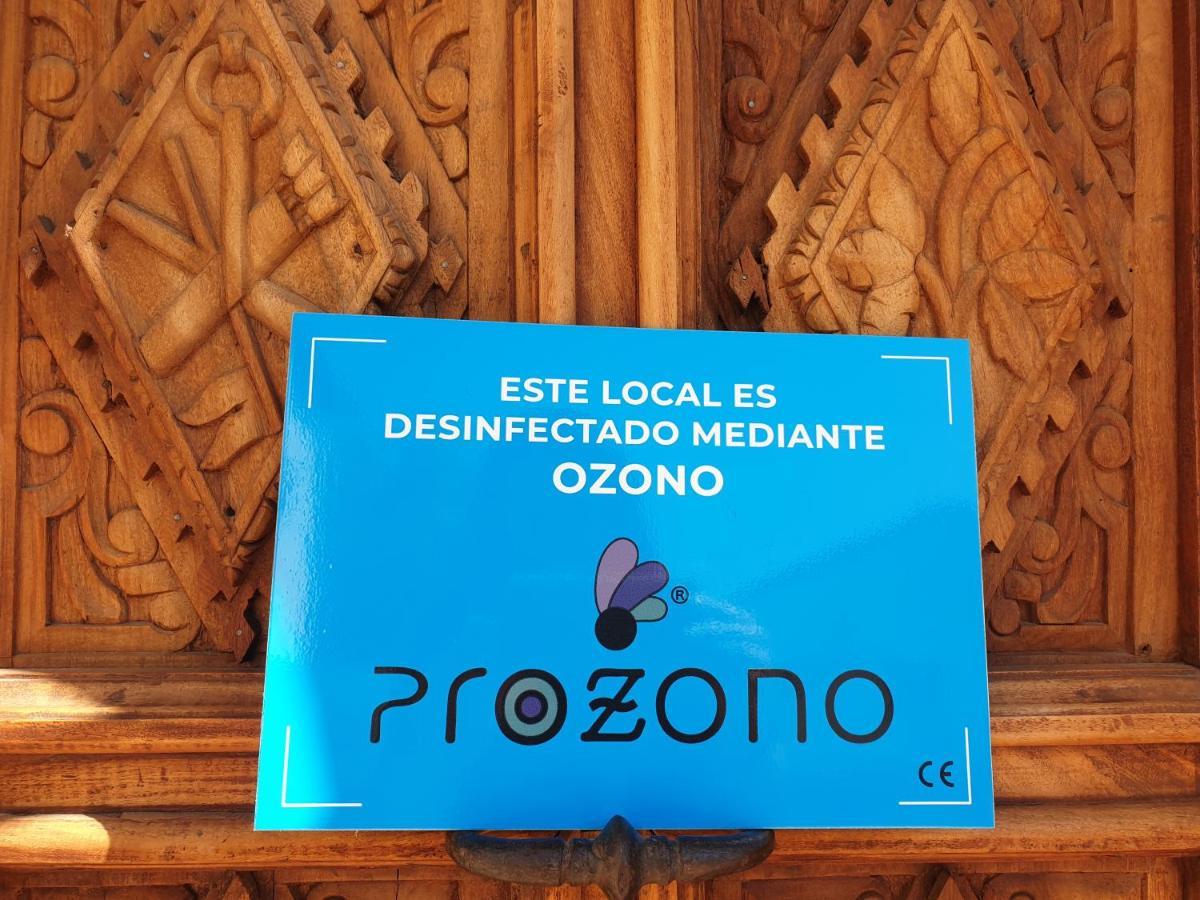 ESTE LOCAL ES
DESINFECTADO MEDIANTE
OZONO
®
Prozono
CE